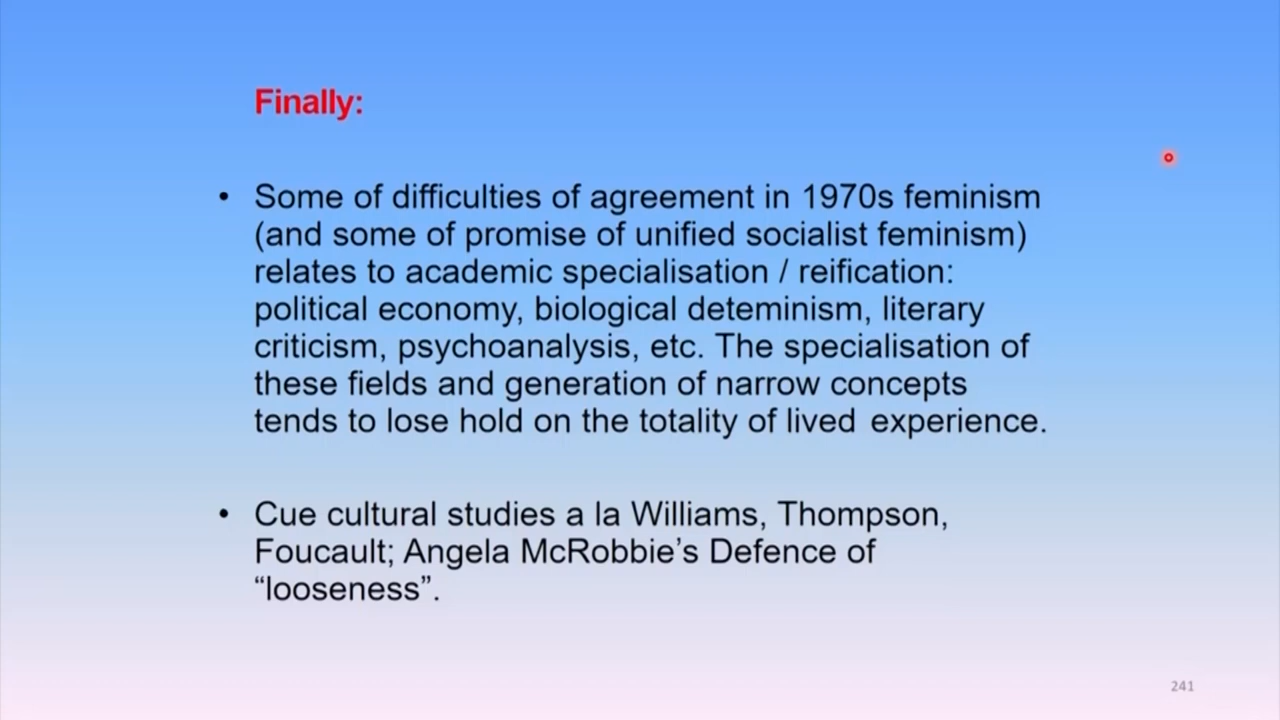 Finally:
• Some of difficulties of agreement in 1970s feminism
(and some of promise of unified socialist feminism)
relates to academic specialisation / reification:
political economy, biological deteminism, literary
criticism, psychoanalysis, etc. The specialisation of
these fields and generation of narrow concepts
tends to lose hold on the totality of lived experience.
• Cue cultural studies a la Williams, Thompson,
Foucault; Angela McRobbie’s Defence of
“looseness”.
241